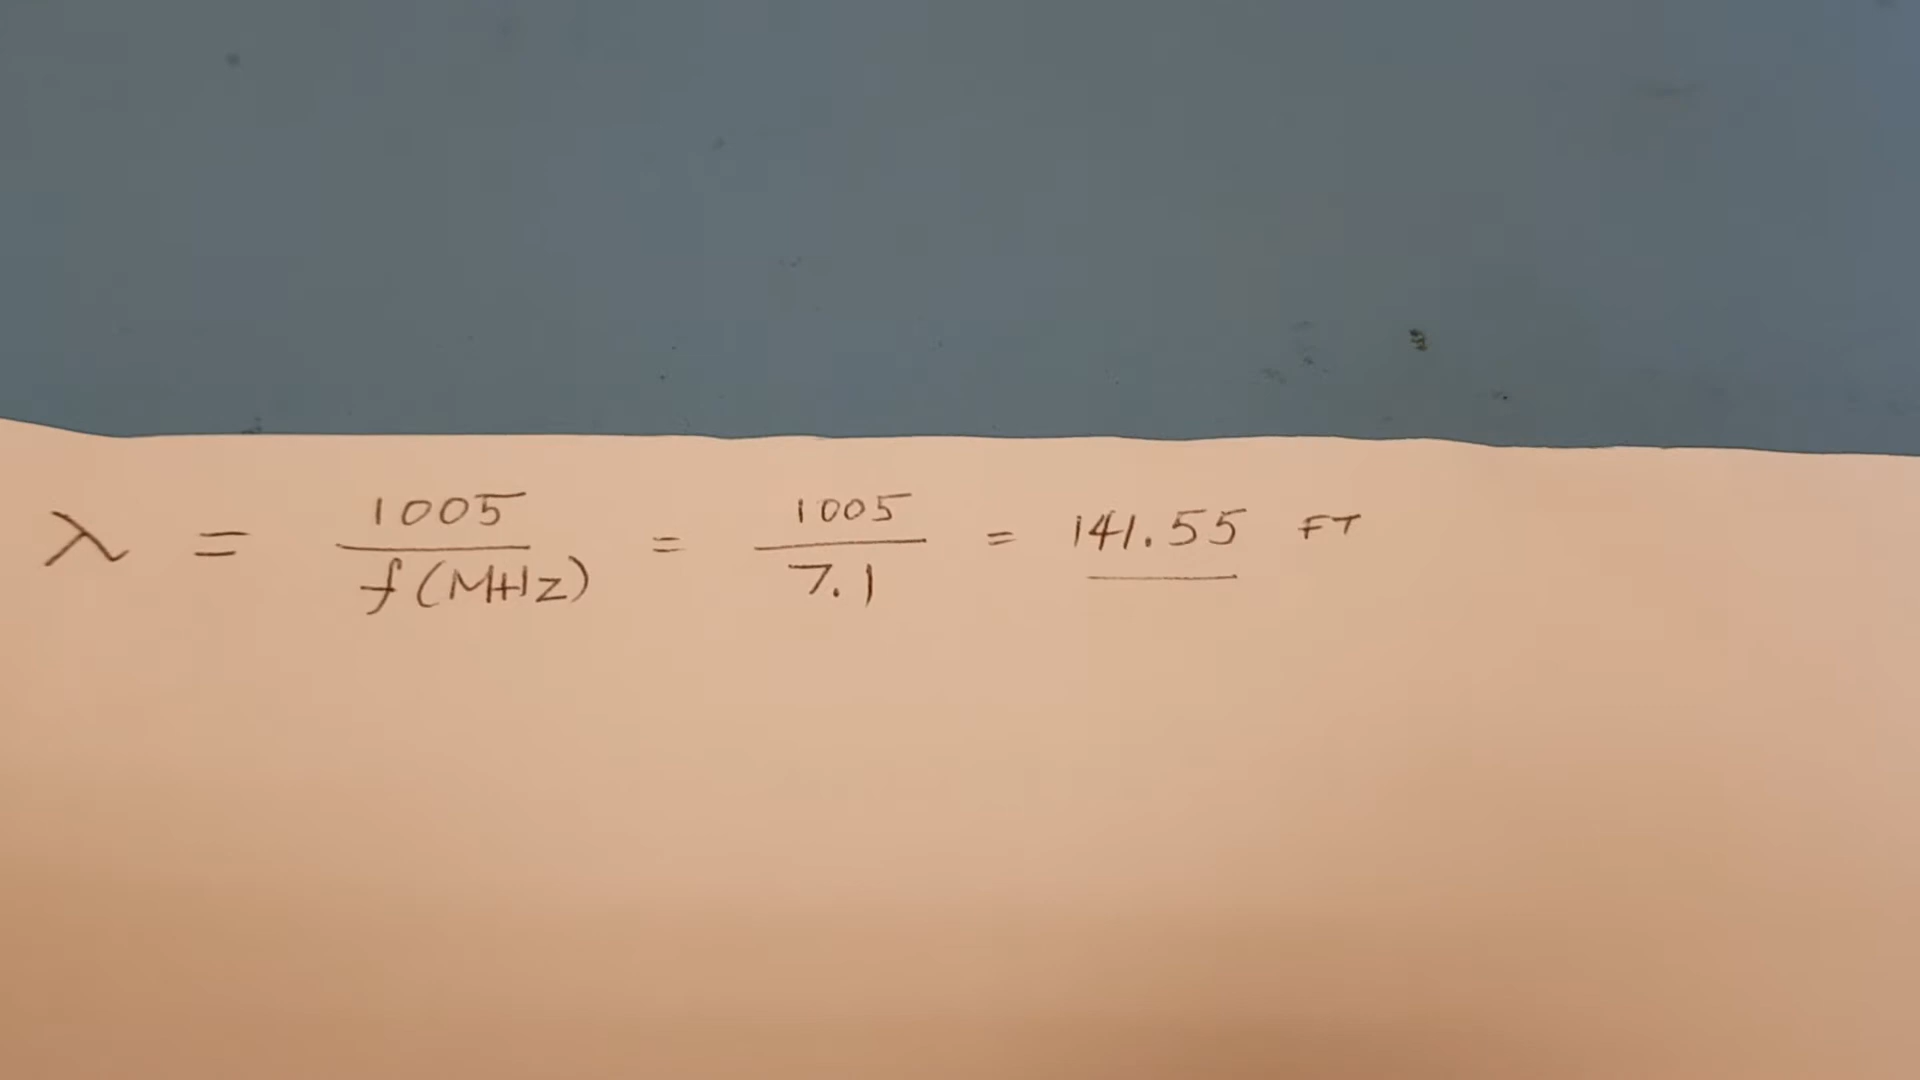 λ = 1005 / f(MHz) = 1005 / 7.1 = 141.55 FT